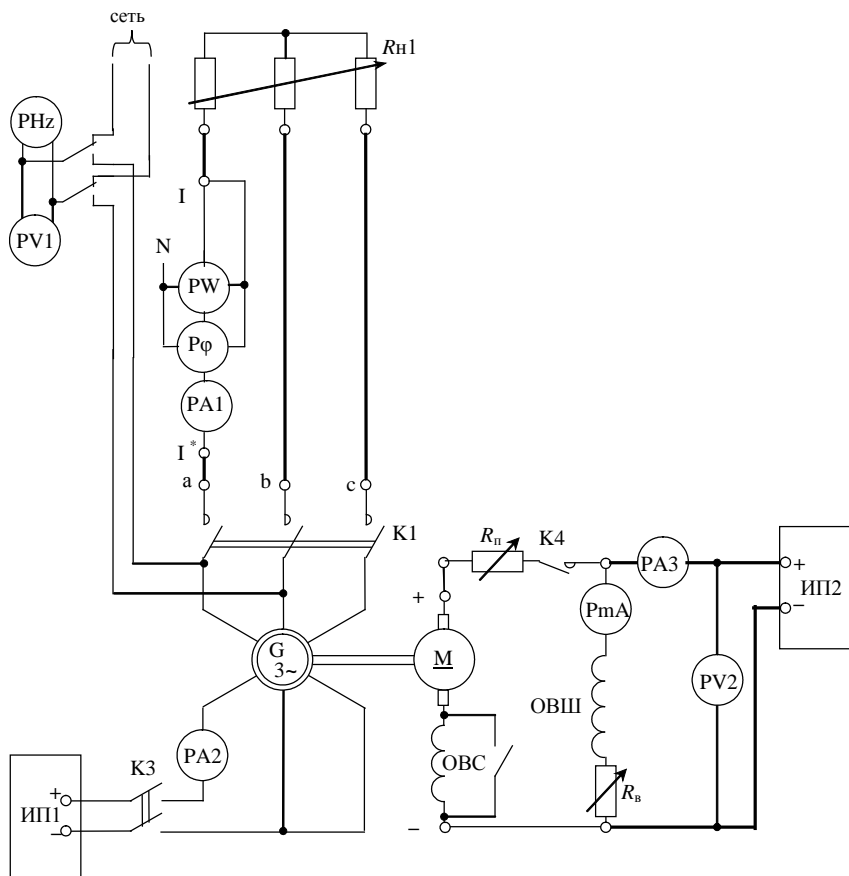 сеть
Rн1
PHz
I
PV1
N
PW
Pφ
PA1
I*
a
b
c
K1
Rп
K4
PA3
+
ИП2
−
PmA
+
G
3~
M
PV2
ОВШ
PA2
K3
ОВС
Rв
+
ИП1
−
−